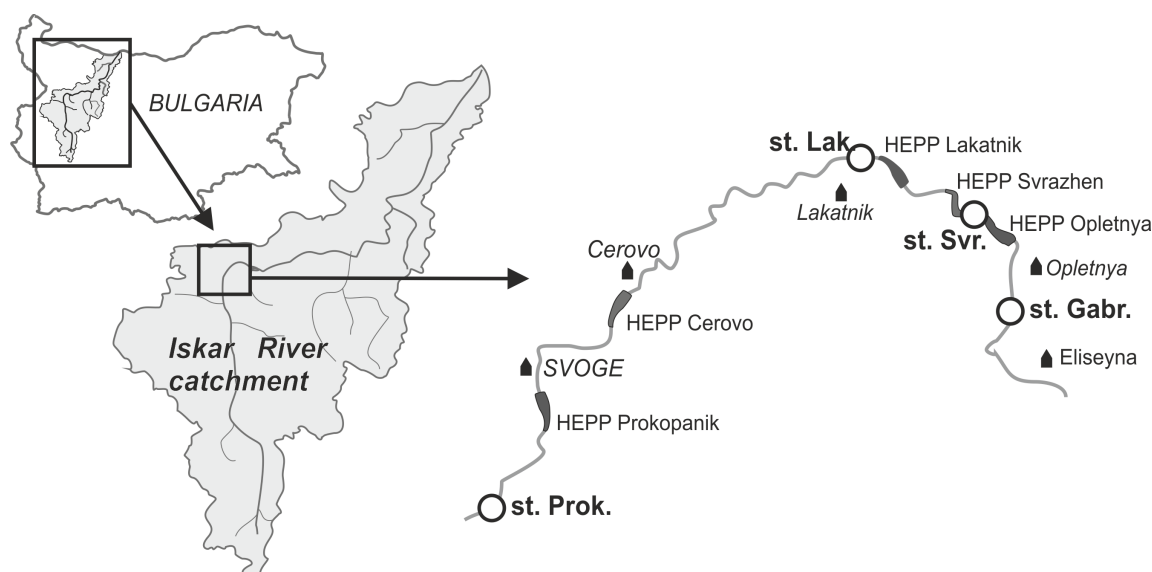 BULGARIA
Iskar River
catchment
st. Lak.
HEPP Lakatnik
Lakatnik
HEPP Svrazhen
st. Svr.
HEPP Opletnya
Opletnya
st. Gabr.
Eliseyna
Cerovo
HEPP Cerovo
SVOGE
HEPP Prokopanik
st. Prok.